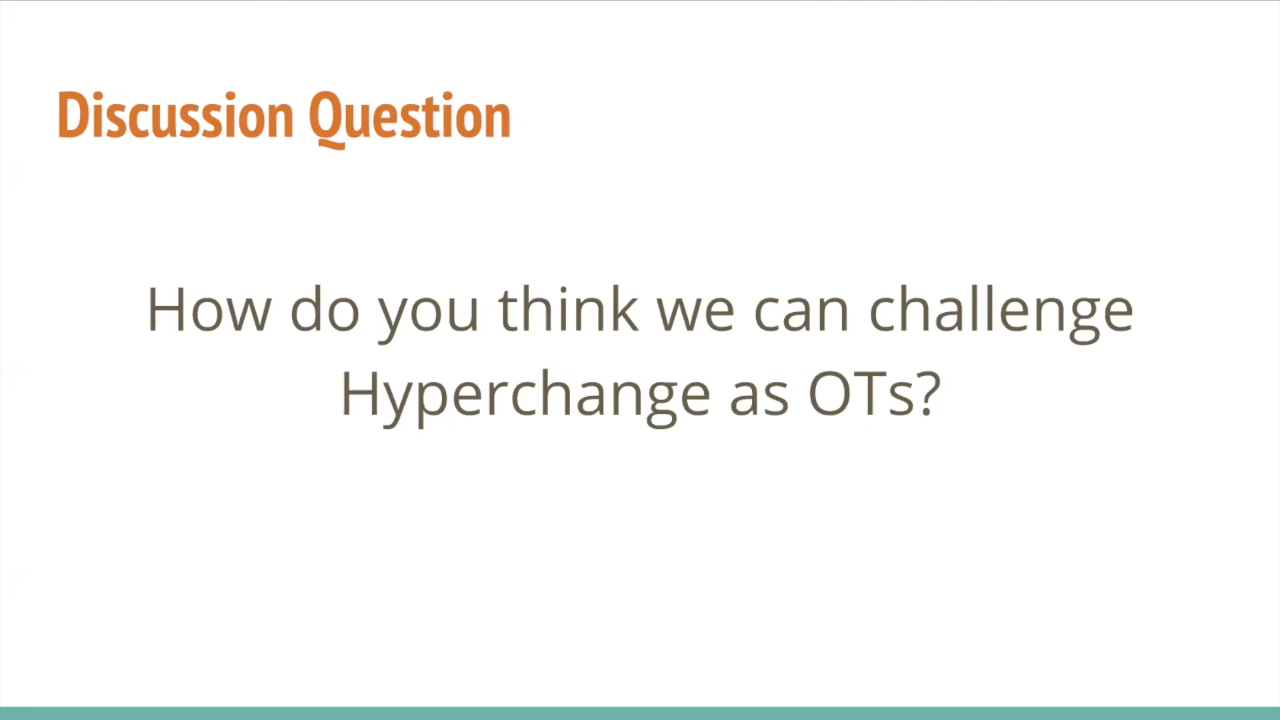 Discussion Question
How do you think we can challenge
Hyperchange as OTs?